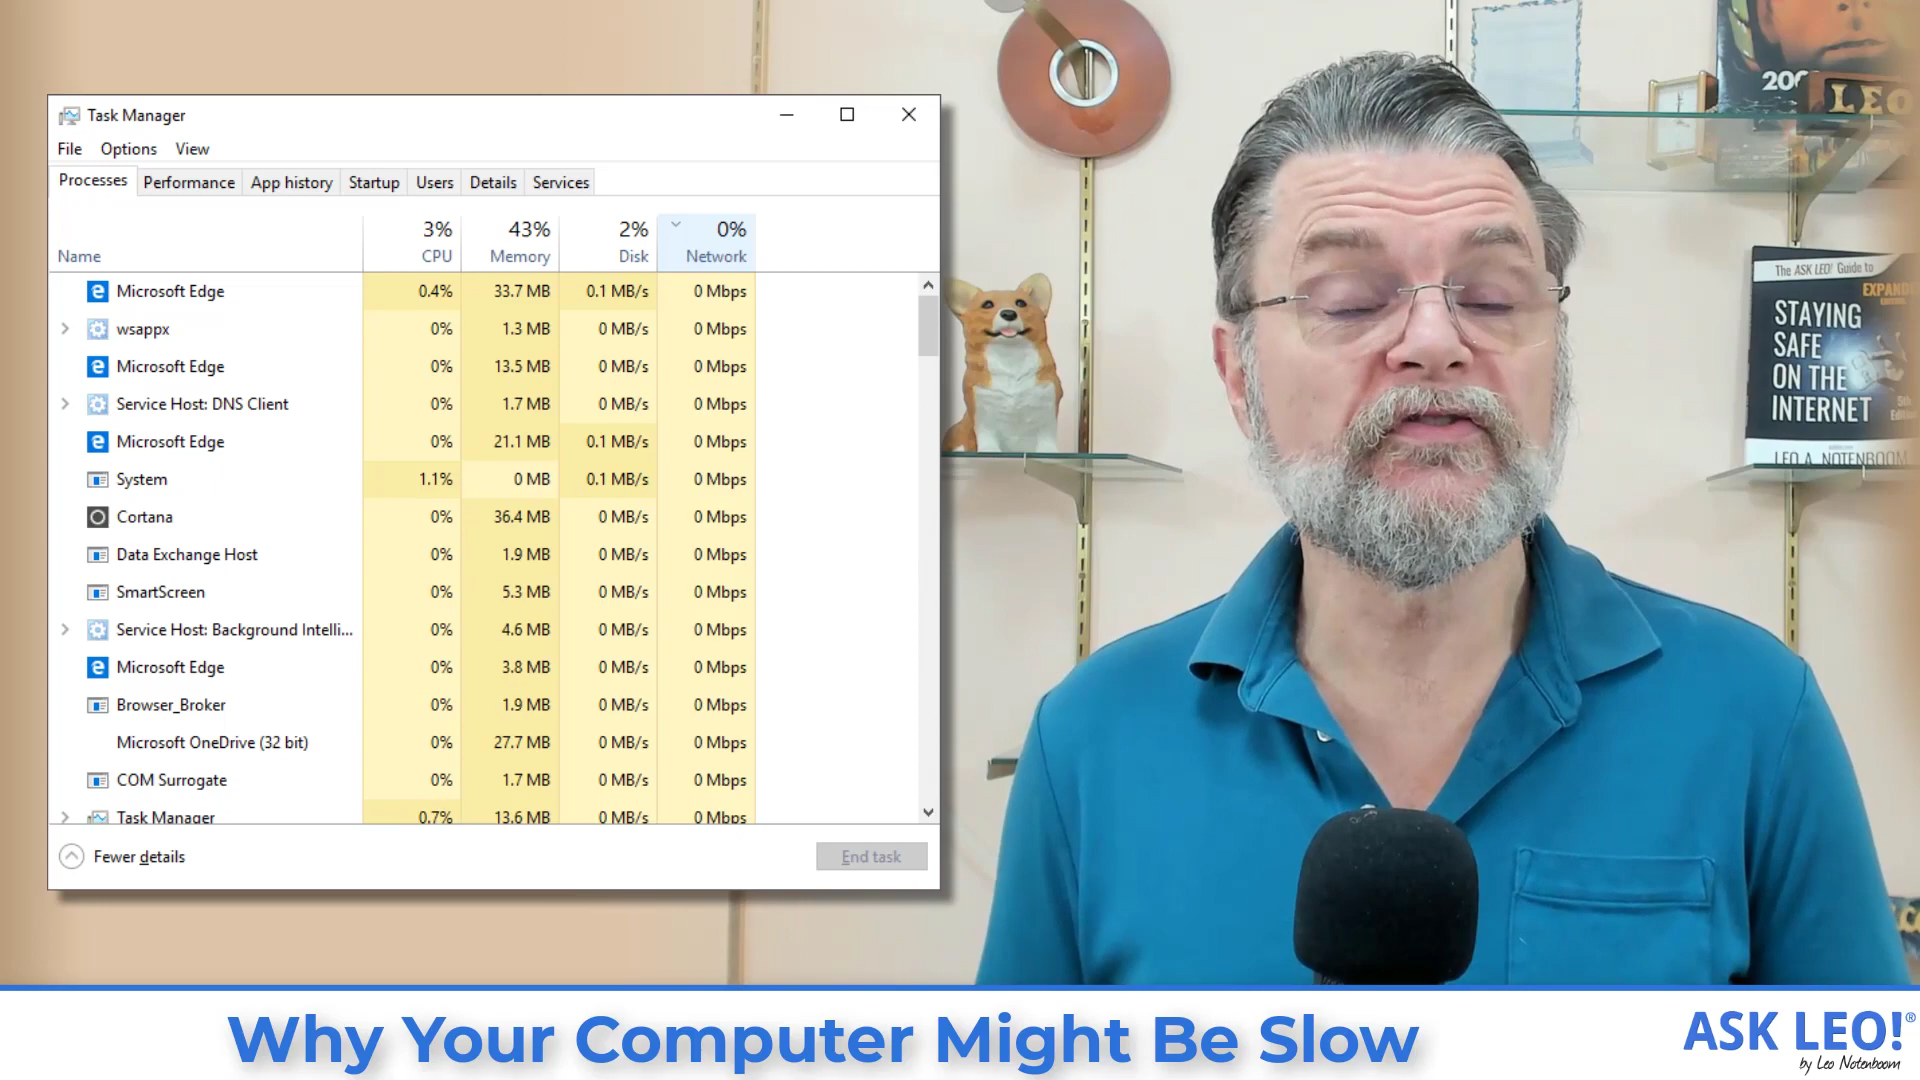 Task Manager
File Options View
Processes Performance App history Startup Users Details Services
3% 43% 2% 0%
Name CPU Memory Disk Network
Microsoft Edge 0.4% 33.7 MB 0.1 MB/s 0 Mbps
wsappx 0% 1.3 MB 0 MB/s 0 Mbps
Microsoft Edge 0% 13.5 MB 0 MB/s 0 Mbps
Service Host: DNS Client 0% 1.7 MB 0 MB/s 0 Mbps
Microsoft Edge 0% 21.1 MB 0.1 MB/s 0 Mbps
System 1.1% 0 MB 0.1 MB/s 0 Mbps
Cortana 0% 36.4 MB 0 MB/s 0 Mbps
Data Exchange Host 0% 1.9 MB 0 MB/s 0 Mbps
SmartScreen 0% 5.3 MB 0 MB/s 0 Mbps
Service Host: Background Intelli... 0% 4.6 MB 0 MB/s 0 Mbps
Microsoft Edge 0% 3.8 MB 0 MB/s 0 Mbps
Browser_Broker 0% 1.9 MB 0 MB/s 0 Mbps
Microsoft OneDrive (32 bit) 0% 27.7 MB 0 MB/s 0 Mbps
COM Surrogate 0% 1.7 MB 0 MB/s 0 Mbps
Task Manager 0.7% 13.6 MB 0 MB/s 0 Mbps
Fewer details End task
200
LEO
The ASK LEO! Guide to
EXPANDE
STAYING
SAFE
ON THE
INTERNET
5th
Editi
LEO A. NOTENBOOM
Why Your Computer Might Be Slow
ASK LEO!®
by Leo Notenboom